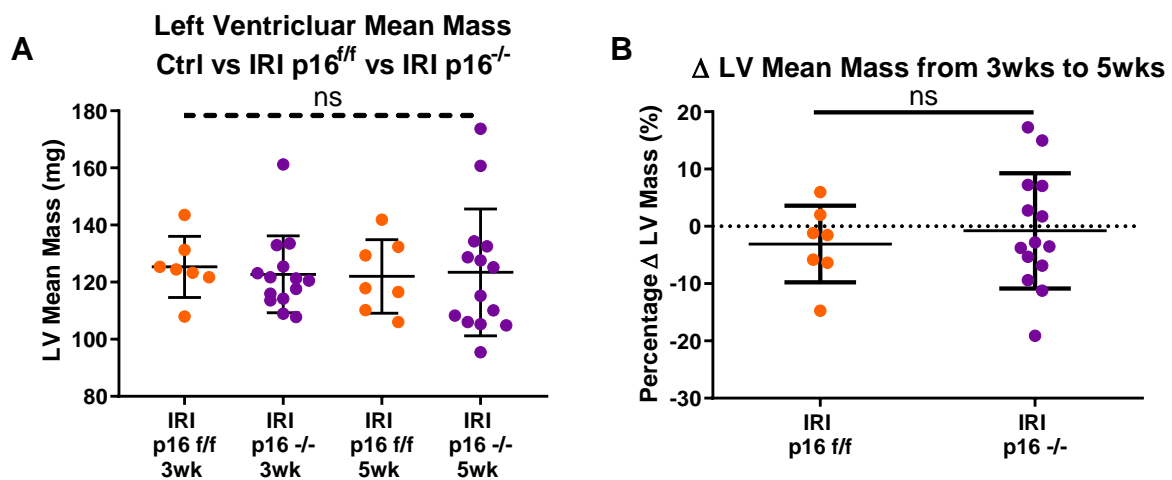 A
Left Ventricluar Mean Mass
Ctrl vs IRI p16f/f vs IRI p16-/-
ns
LV Mean Mass (mg)
180
160
140
120
100
80
IRI
p16 f/f
3wk
IRI
p16 -/-
3wk
IRI
p16 f/f
5wk
IRI
p16 -/-
5wk
B
Δ LV Mean Mass from 3wks to 5wks
ns
Percentage Δ LV Mass (%)
20
10
0
-10
-20
-30
IRI
p16 f/f
IRI
p16 -/-